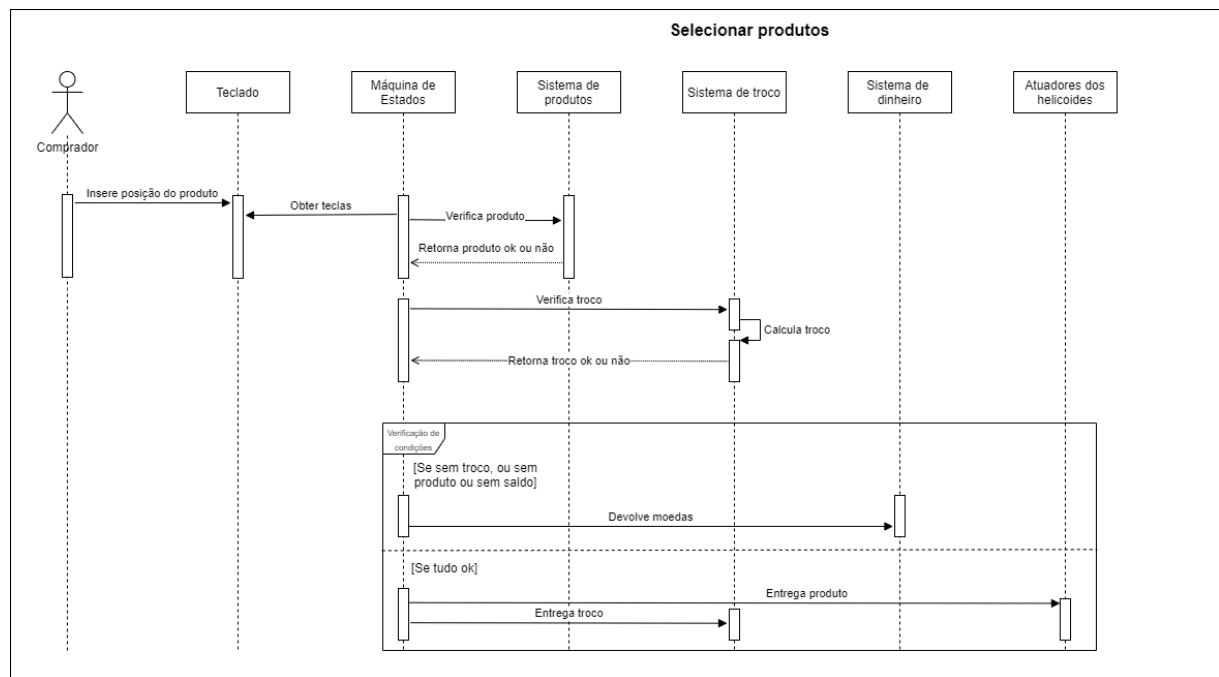 Selecionar produtos
Comprador
Teclado
Máquina de
Estados
Sistema de
produtos
Sistema de troco
Sistema de
dinheiro
Atuadores dos
helicoides
Insere posição do produto
Obter teclas
Verifica produto
Retorna produto ok ou não
Verifica troco
Calcula troco
Retorna troco ok ou não
Verificação de
condições
[Se sem troco, ou sem
produto ou sem saldo]
Devolve moedas
[Se tudo ok]
Entrega produto
Entrega troco